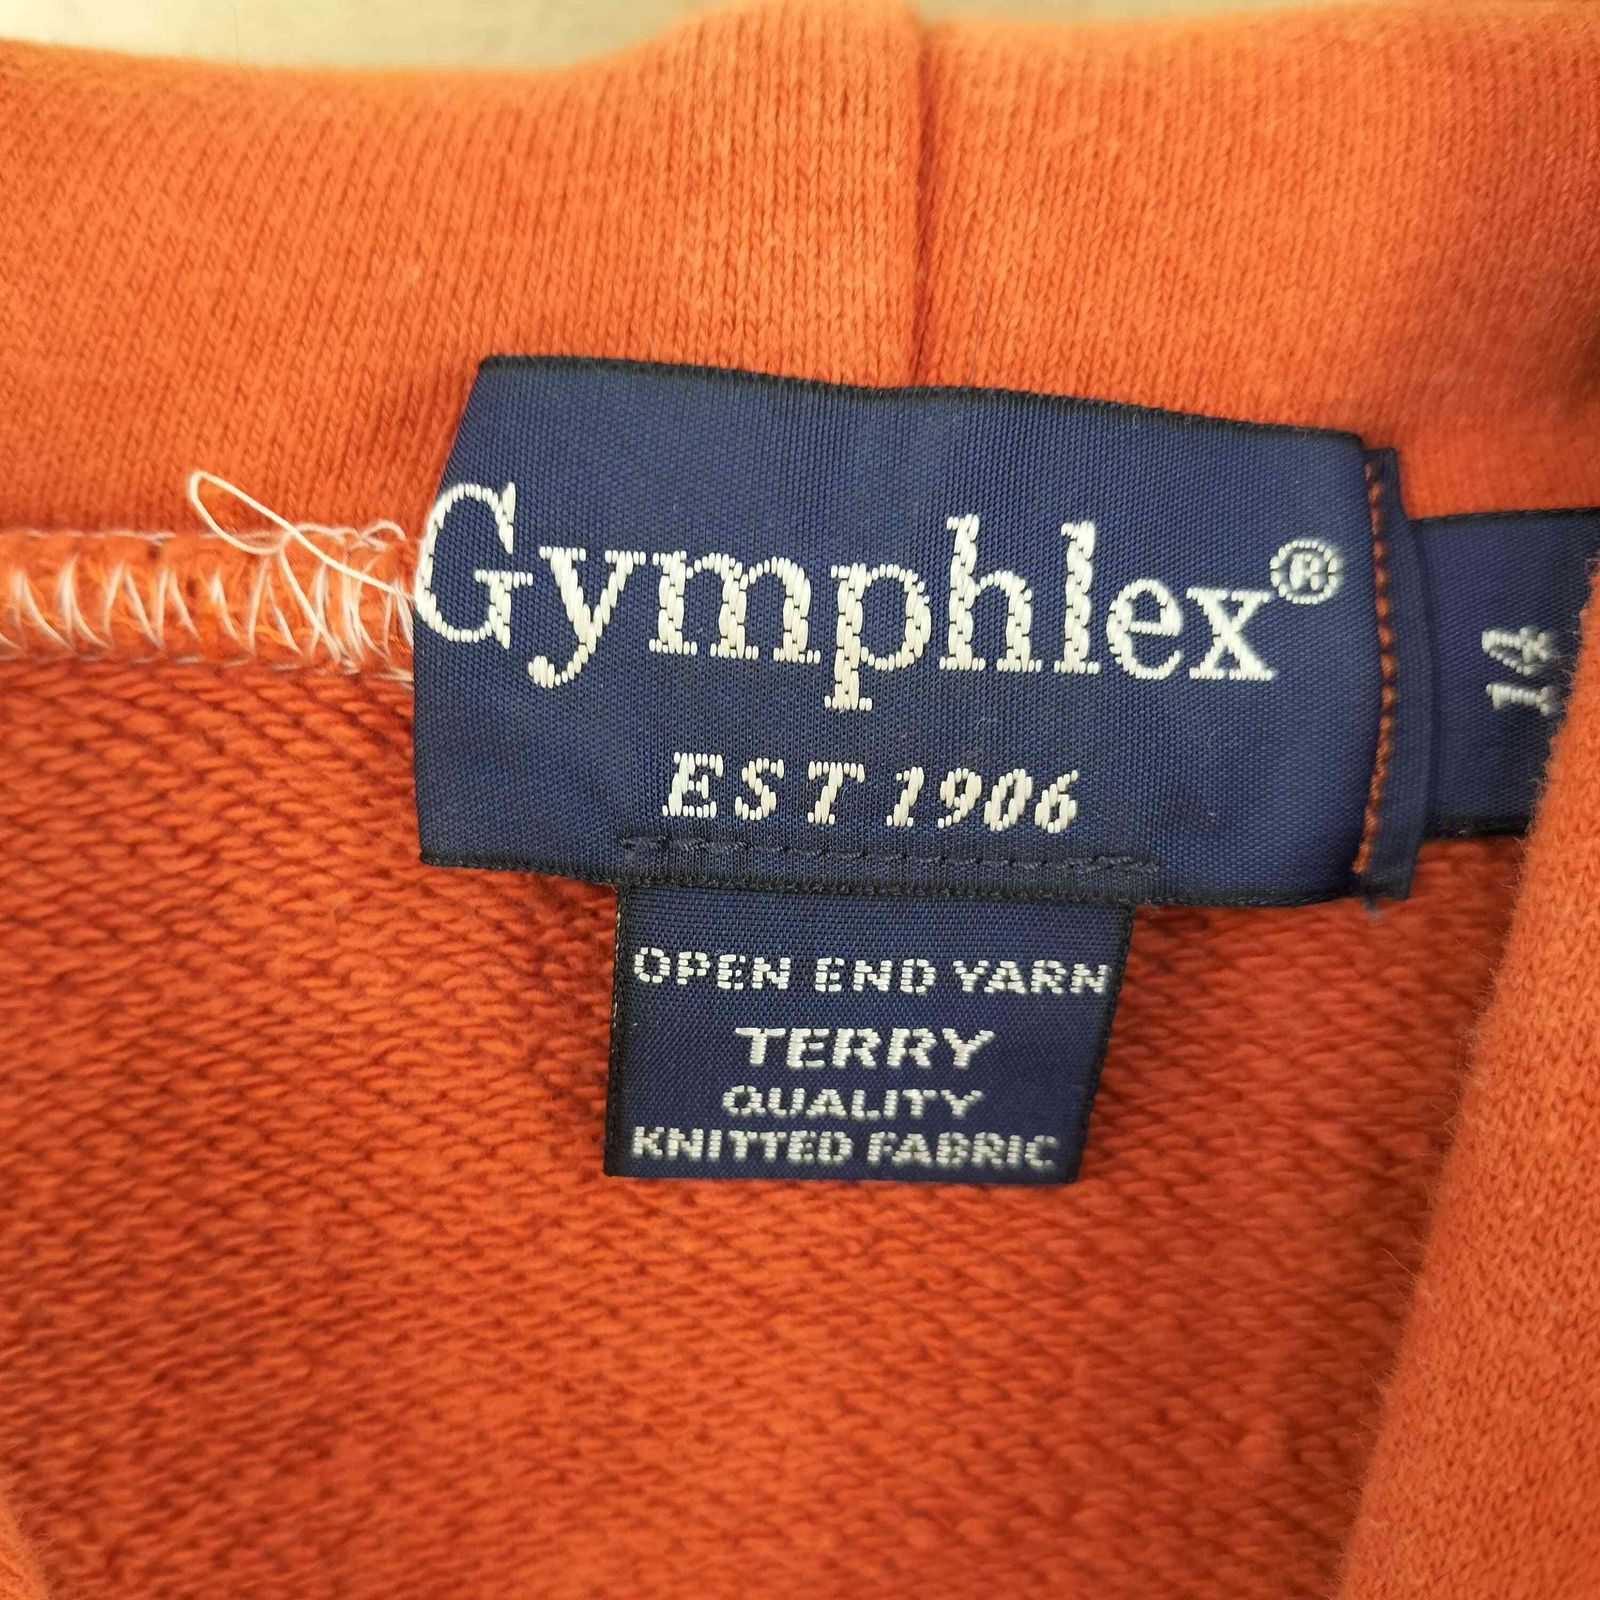 Gymphlex®
EST 1906
14
OPEN END YARN
TERRY
QUALITY
KNITTED FABRIC